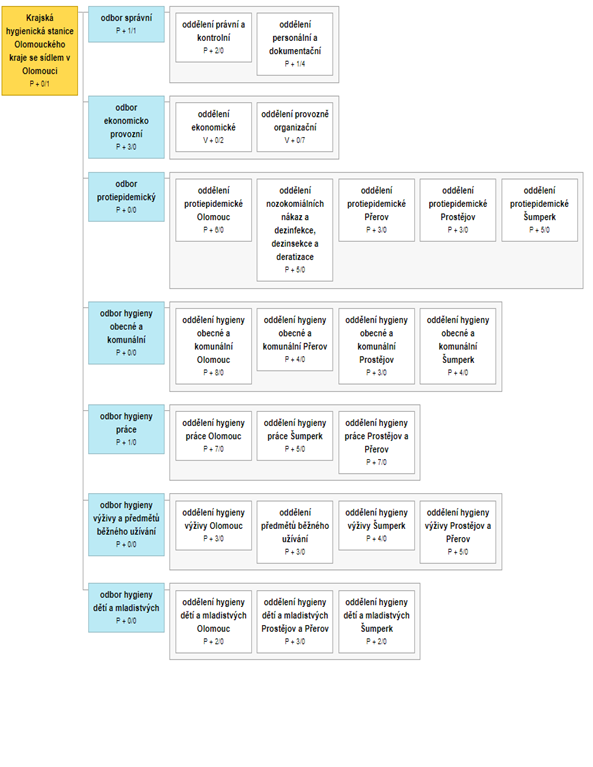 Krajská
hygienická stanice
Olomouckého
kraje se sídlem v
Olomouci
P + 0/1
odbor správní
P + 1/1
oddělení právní a
kontrolní
P + 2/0
oddělení
personální a
dokumentační
P + 1/4
odbor
ekonomicko
provozní
P + 3/0
oddělení
ekonomické
V + 0/2
oddělení provozně
organizační
V + 0/7
odbor
protiepidemický
P + 0/0
oddělení
protiepidemické
Olomouc
P + 6/0
oddělení
nozokomiálních
nákaz a
dezinfekce,
dezinsekce a
deratizace
P + 5/0
oddělení
protiepidemické
Přerov
P + 3/0
oddělení
protiepidemické
Prostějov
P + 3/0
oddělení
protiepidemické
Šumperk
P + 5/0
odbor hygieny
obecné a
komunální
P + 0/0
oddělení hygieny
obecné a
komunální
Olomouc
P + 8/0
oddělení hygieny
obecné a
komunální Přerov
P + 4/0
oddělení hygieny
obecné a
komunální
Prostějov
P + 3/0
oddělení hygieny
obecné a
komunální
Šumperk
P + 4/0
odbor hygieny
práce
P + 1/0
oddělení hygieny
práce Olomouc
P + 7/0
oddělení hygieny
práce Šumperk
P + 5/0
oddělení hygieny
práce Prostějov a
Přerov
P + 7/0
odbor hygieny
výživy a předmětů
běžného užívání
P + 0/0
oddělení hygieny
výživy Olomouc
P + 3/0
oddělení
předmětů běžného
užívání
P + 3/0
oddělení hygieny
výživy Šumperk
P + 4/0
oddělení hygieny
výživy Prostějov a
Přerov
P + 5/0
odbor hygieny
dětí a mladistvých
P + 0/0
oddělení hygieny
dětí a mladistvých
Olomouc
P + 2/0
oddělení hygieny
dětí a mladistvých
Prostějov a Přerov
P + 3/0
oddělení hygieny
dětí a mladistvých
Šumperk
P + 2/0